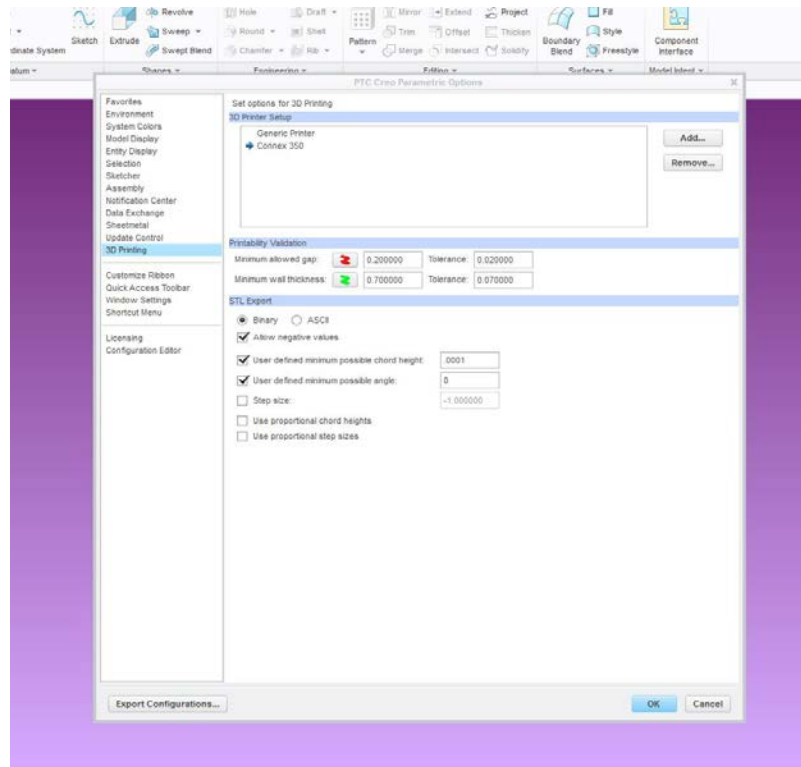 Revolve Hole Draft Mirror Extend Project Fill
Sketch Extrude Sweep Round Shell Pattern Trim Offset Thicken Boundary Blend Style Component Interface
dinate System Swept Blend Chamfer Rib Merge Intersect Solidify Freestyle
atum Shapes Engineering Editing Surfaces Model Intent
PTC Creo Parametric Options
Favorites
Environment
System Colors
Model Display
Entity Display
Selection
Sketcher
Assembly
Notification Center
Data Exchange
Sheetmetal
Update Control
3D Printing
Customize Ribbon
Quick Access Toolbar
Window Settings
Shortcut Menu
Licensing
Configuration Editor
Set options for 3D Printing
3D Printer Setup
Generic Printer
Connex 350
Add...
Remove...
Printability Validation
Minimum allowed gap: 0.200000 Tolerance: 0.020000
Minimum wall thickness: 0.700000 Tolerance: 0.070000
STL Export
Binary ASCII
Allow negative values
User defined minimum possible chord height: .0001
User defined minimum possible angle: 0
Step size: -1.000000
Use proportional chord heights
Use proportional step sizes
Export Configurations... OK Cancel